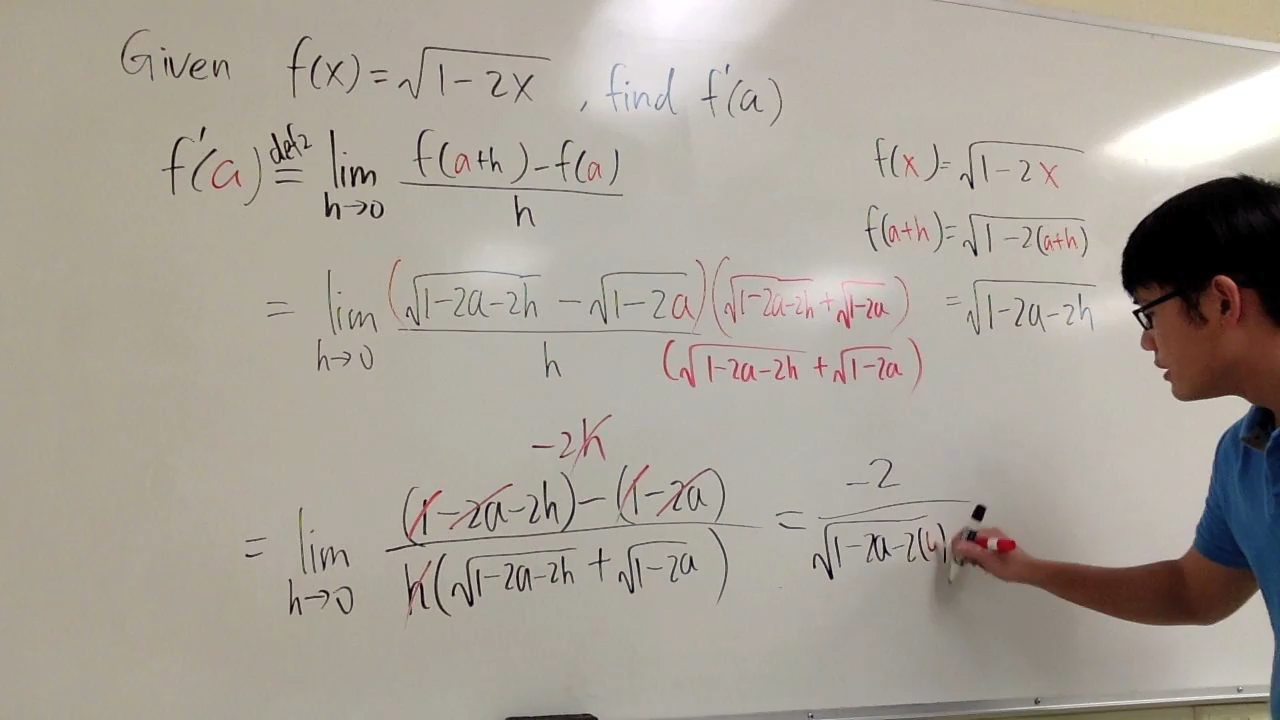 Given f(x) = √(1-2x) , find f'(a)
f'(a) def2= lim h→0 (f(a+h) - f(a))/h
= lim h→0 (√(1-2a-2h) - √(1-2a))(√(1-2a-2h) + √(1-2a)) / h (√(1-2a-2h) + √(1-2a))
-2h
= lim h→0 ((1-2a-2h) - (1-2a)) / (h(√(1-2a-2h) + √(1-2a))) = -2 / √(1-2a-2(
f(x) = √(1-2x)
f(a+h) = √(1-2(a+h))
= √(1-2a-2h)